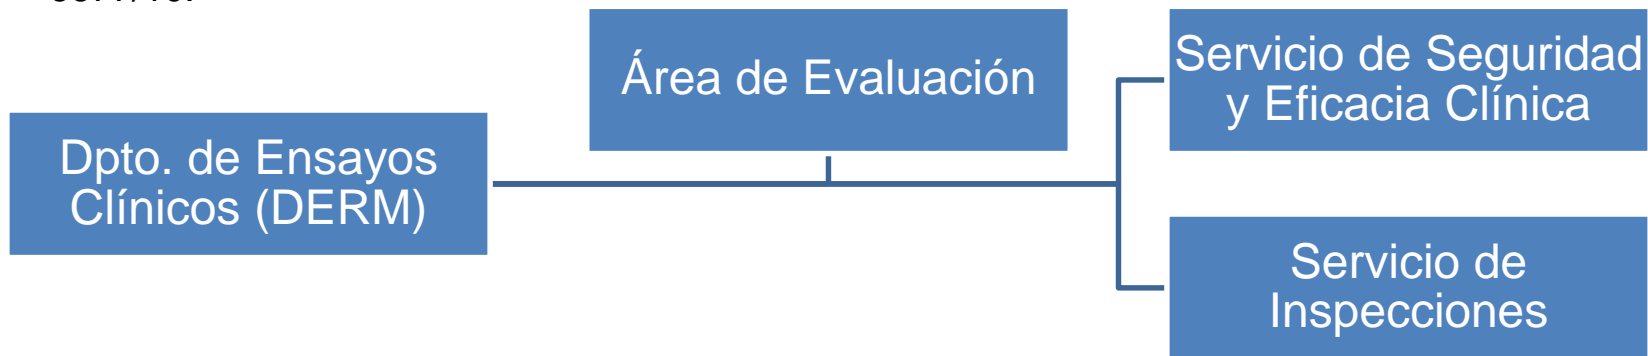 Área de Evaluación
Servicio de Seguridad
y Eficacia Clínica
Dpto. de Ensayos
Clínicos (DERM)
Servicio de
Inspecciones